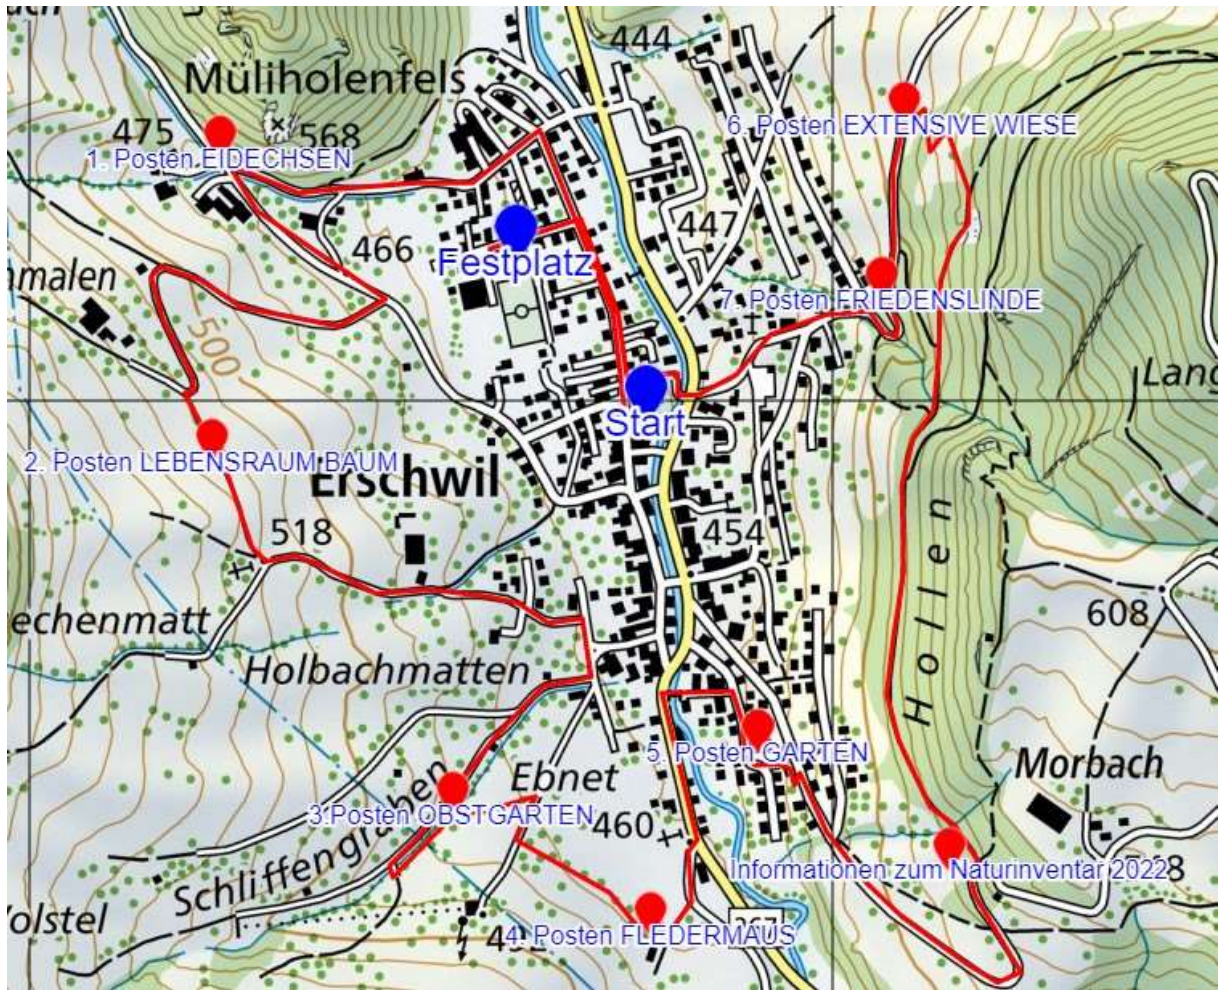 444
Müliholenfels
475
568
6. Posten EXTENSIVE WIESE
1. Posten EIDECHSEN
447
466
Festplatz
malen
7. Posten FRIEDENSLINDE
500
Lang
Start
2. Posten LEBENSRAUM BAUM
Erschwil
518
454
Hollen
608
echenmatt
Holbachmatten
5. Posten GARTEN
Morbach
Ebnet
3.Posten OBSTGARTEN
460
Schliffengraben
Informationen zum Naturinventar 2022
olstel
4. Posten FLEDERMAUS